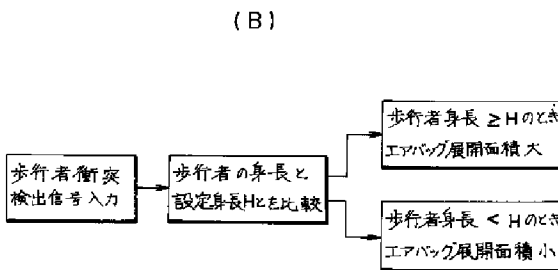 (B)
歩行者衝突
検出信号入力
歩行者の身長と
設定身長Hとを比較
歩行者身長 ≥ Hのとき
エアバッグ展開面積大
歩行者身長 < Hのとき
エアバッグ展開面積小